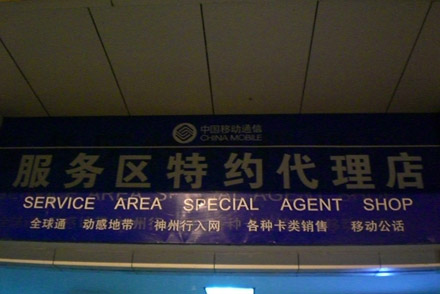 中国移动通信
CHINA MOBILE
服务区特约代理店
SERVICE AREA SPECIAL AGENT SHOP
全球通 动感地带 神州行入网 各种卡类销售 移动公话